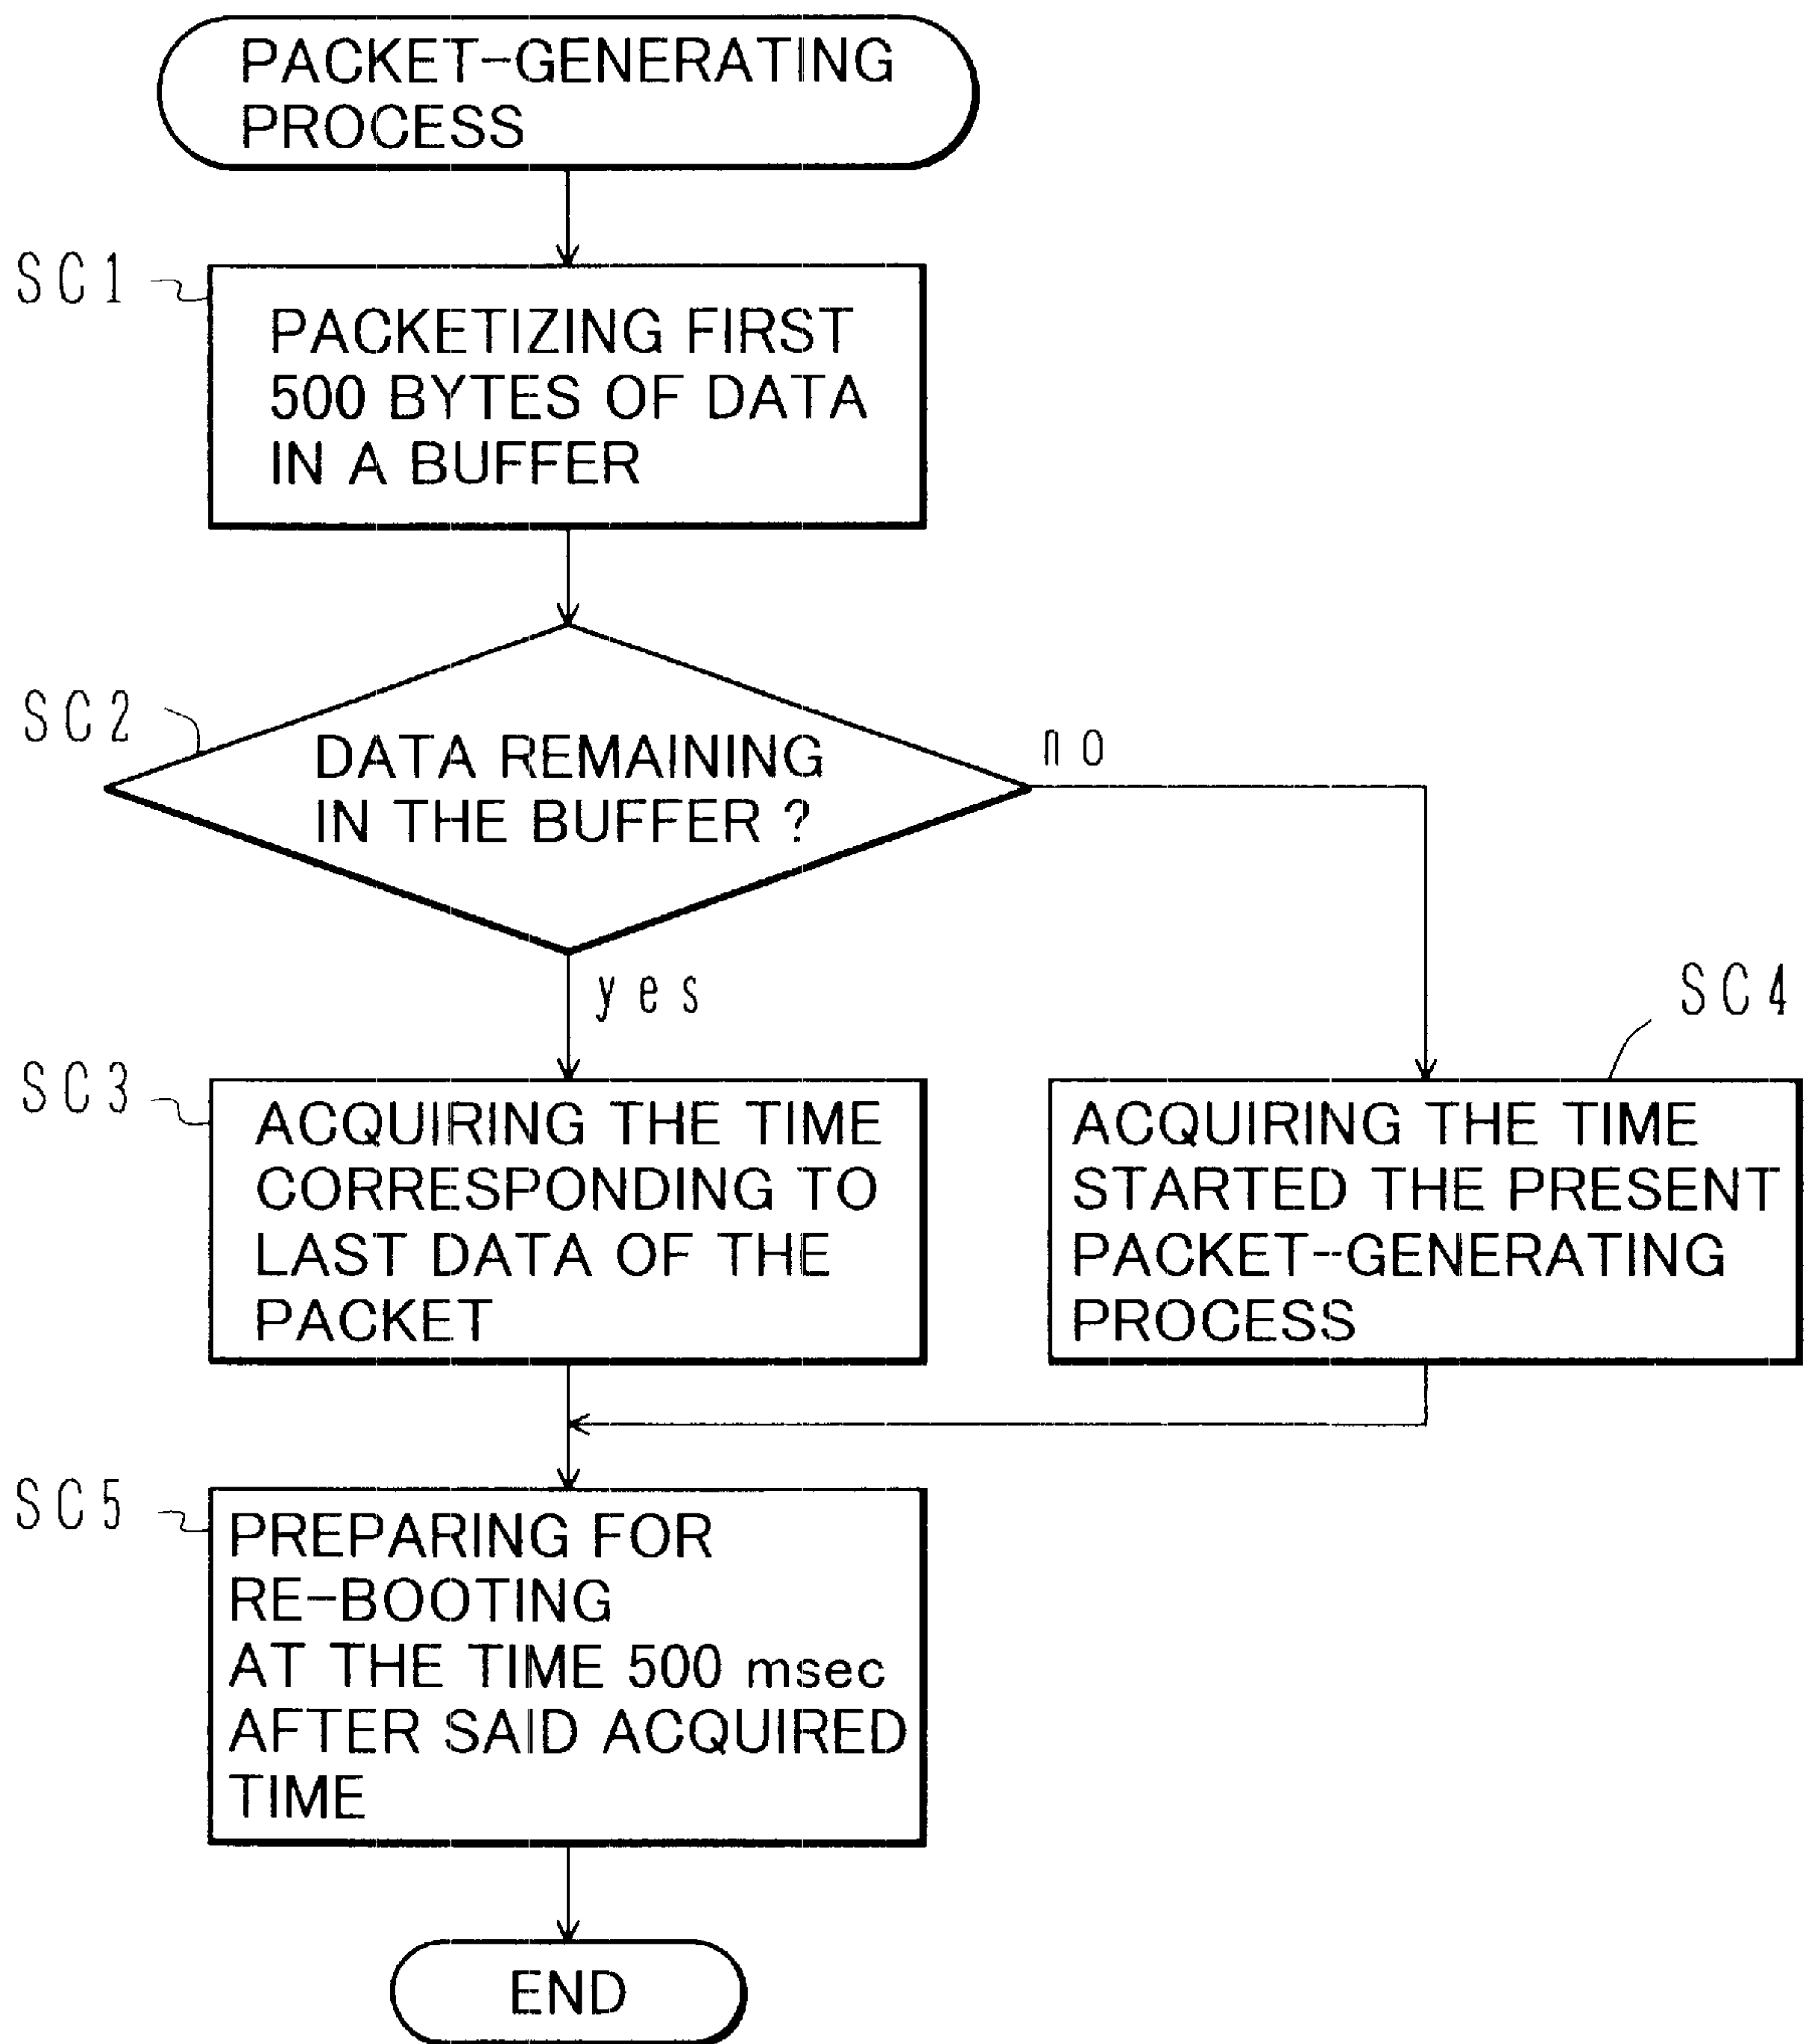 PACKET-GENERATING
PROCESS
SC1
PACKETIZING FIRST
500 BYTES OF DATA
IN A BUFFER
SC2
DATA REMAINING
IN THE BUFFER ?
no
yes
SC3
ACQUIRING THE TIME
CORRESPONDING TO
LAST DATA OF THE
PACKET
SC4
ACQUIRING THE TIME
STARTED THE PRESENT
PACKET-GENERATING
PROCESS
SC5
PREPARING FOR
RE-BOOTING
AT THE TIME 500 msec
AFTER SAID ACQUIRED
TIME
END